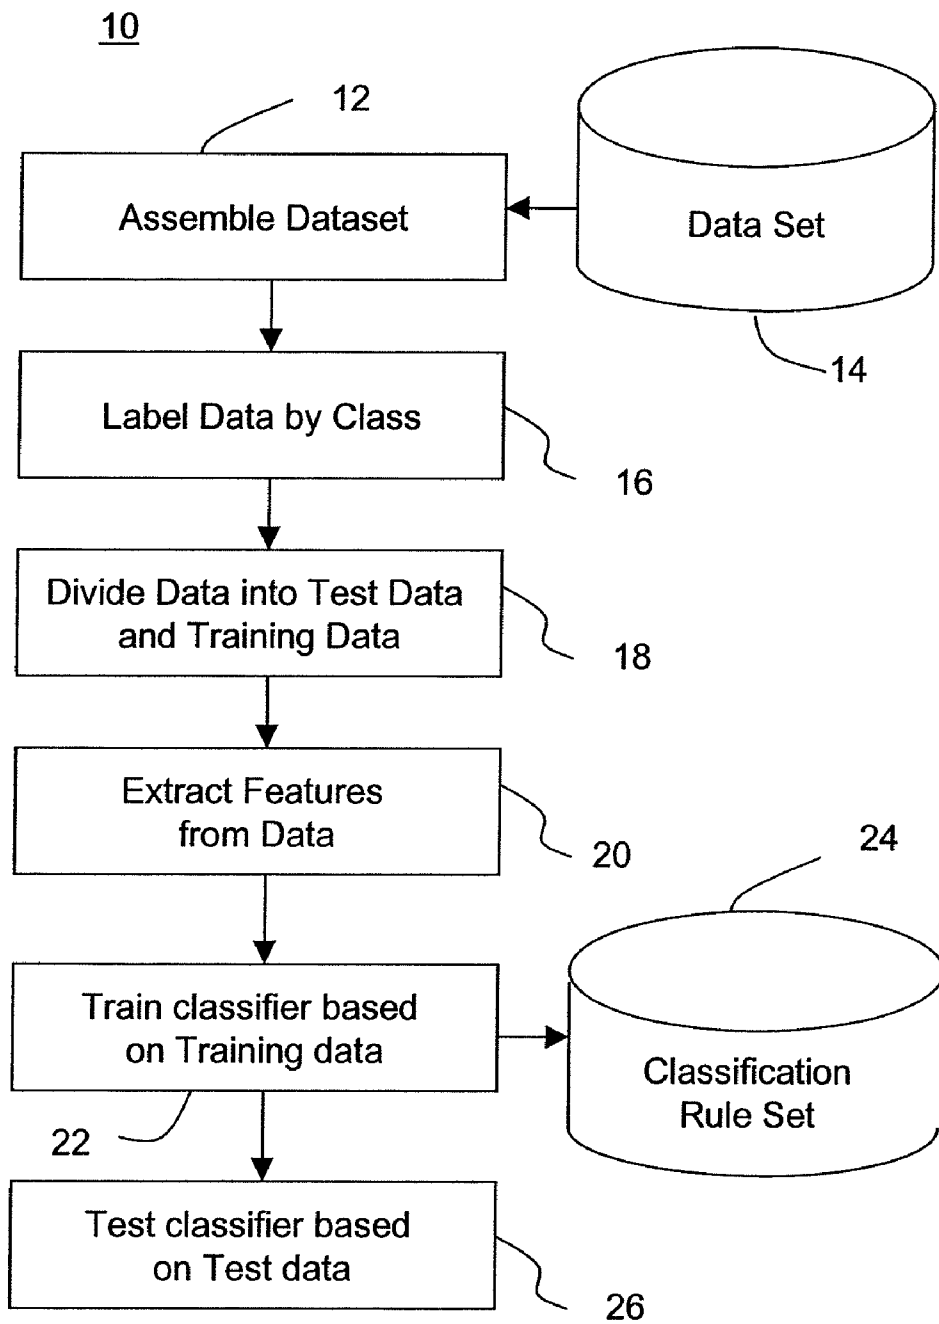 10
12
Assemble Dataset
Data Set
14
Label Data by Class
16
Divide Data into Test Data
and Training Data
18
Extract Features
from Data
20
24
Train classifier based
on Training data
Classification
Rule Set
22
Test classifier based
on Test data
26